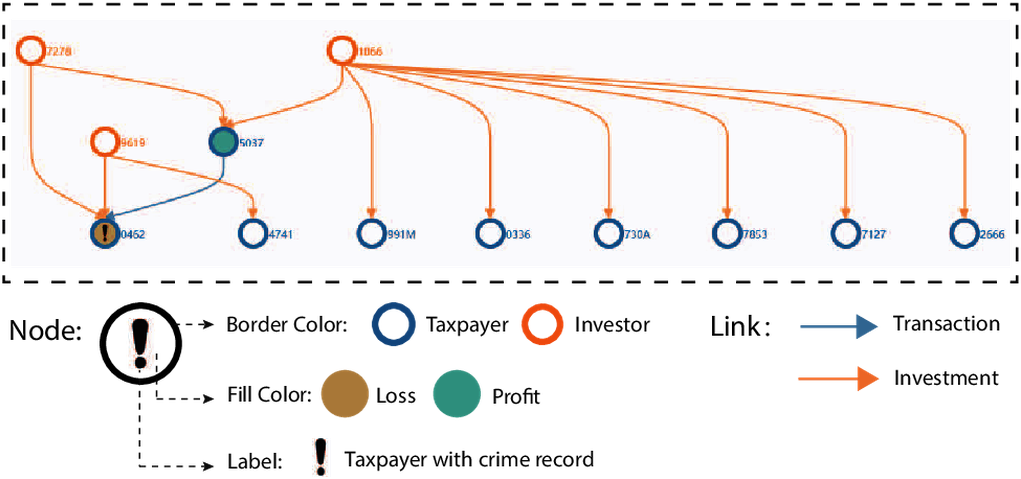 7278
1866
9619
5037
0462
4741
991M
0336
730A
7853
7127
2666
Node:
Border Color:
Taxpayer
Investor
Link:
Transaction
Fill Color:
Loss
Profit
Investment
!
Label:
!
Taxpayer with crime record